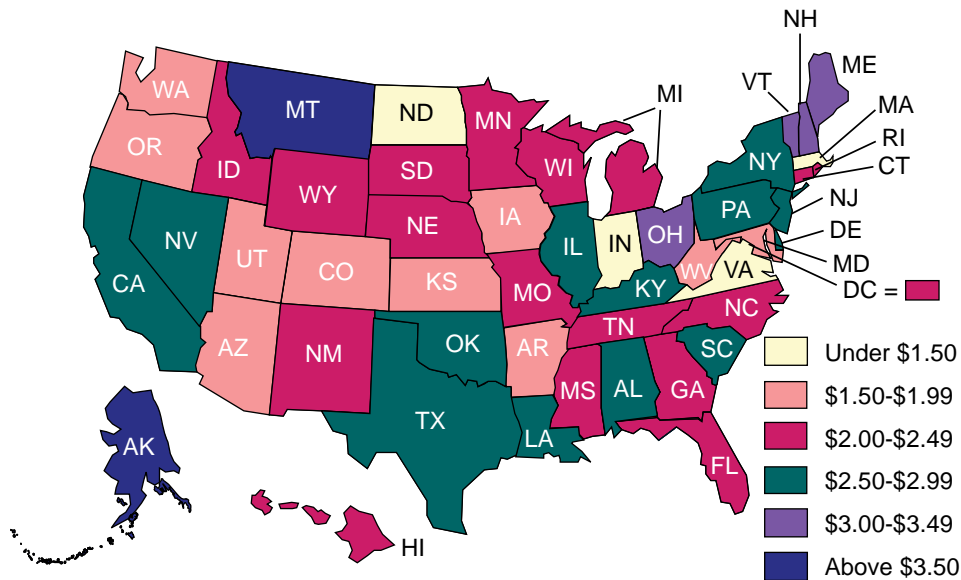 NH
VT
ME
MI
WA
MT
ND
MN
MA
OR
RI
ID
SD
WI
NY
CT
WY
PA
NJ
NE
IA
OH
DE
NV
UT
IL
IN
WV
VA
MD
CA
CO
KS
KY
MO
DC =
NC
TN
AZ
NM
OK
AR
SC
MS
AL
GA
TX
LA
FL
AK
HI
Under $1.50
$1.50-$1.99
$2.00-$2.49
$2.50-$2.99
$3.00-$3.49
Above $3.50